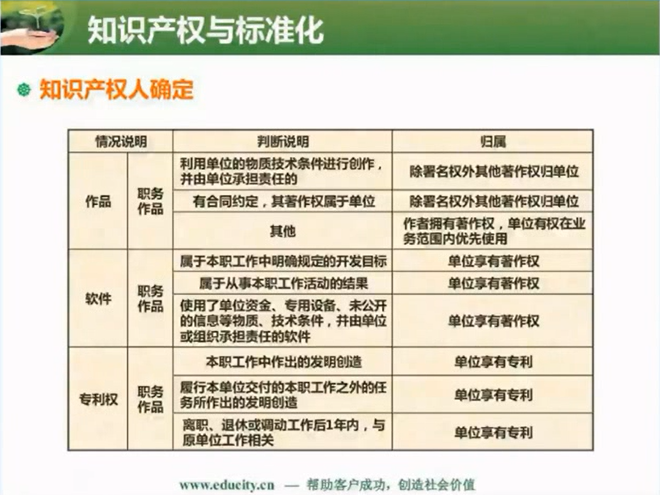 知识产权与标准化
知识产权人确定
情况说明 判断说明 归属
作品 职务作品
利用单位的物质技术条件进行创作，
并由单位承担责任的
除署名权外其他著作权归单位
有合同约定，其著作权属于单位
除署名权外其他著作权归单位
其他
作者拥有著作权，单位有权在业
务范围内优先使用
软件 职务作品
属于本职工作中明确规定的开发目标
单位享有著作权
属于从事本职工作活动的结果
单位享有著作权
使用了单位资金、专用设备、未公开
的信息等物质、技术条件，并由单位
或组织承担责任的软件
单位享有著作权
专利权 职务作品
本职工作中作出的发明创造
单位享有专利
履行本单位交付的本职工作之外的任
务所作出的发明创造
单位享有专利
离职、退休或调动工作后1年内，与
原单位工作相关
单位享有专利
www.educity.cn — 帮助客户成功，创造社会价值